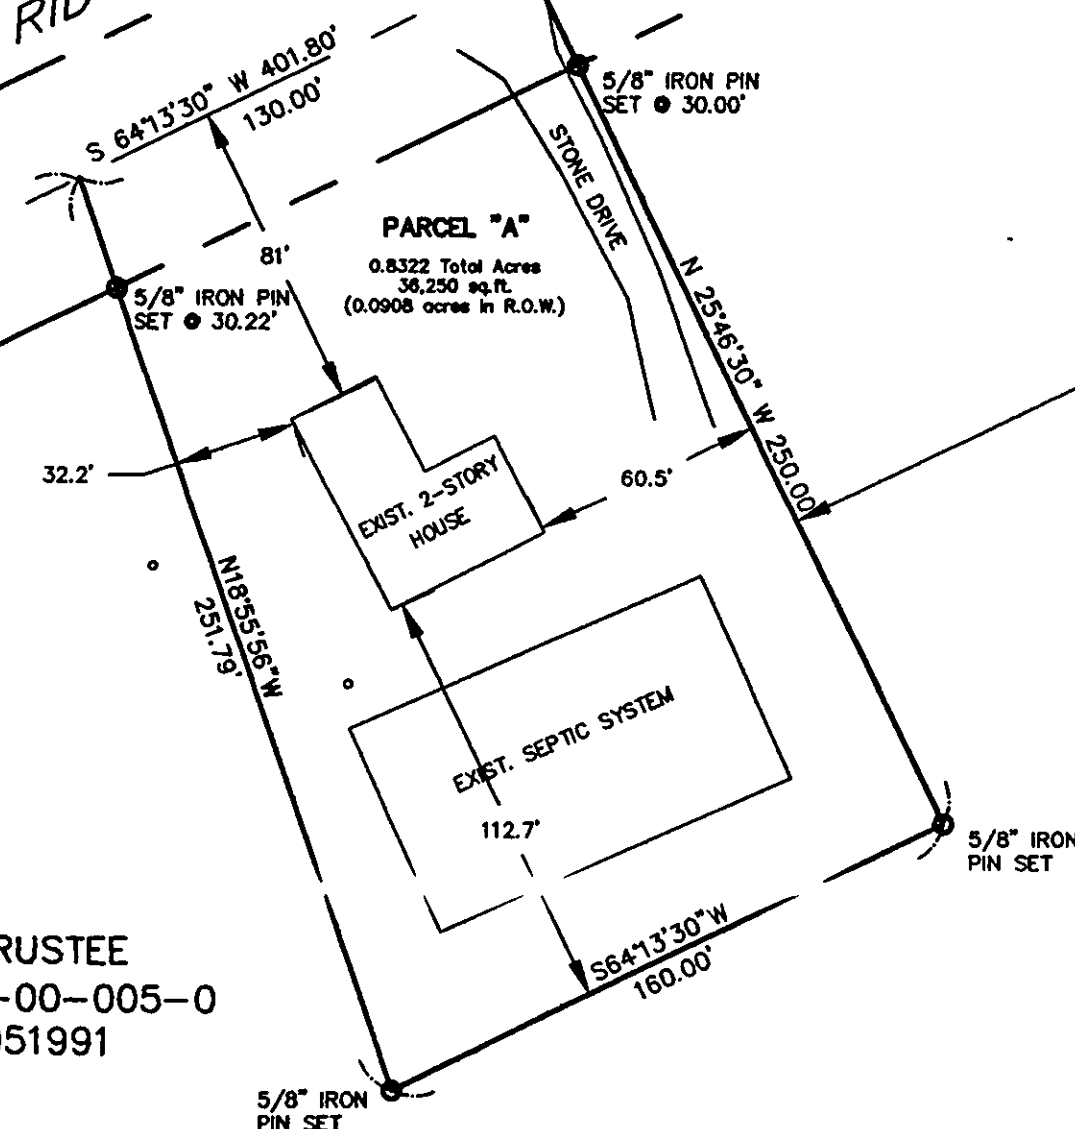 RID
S 64°13'30" W 401.80'
130.00'
5/8" IRON PIN
SET @ 30.00'
STONE DRIVE
PARCEL "A"
0.8322 Total Acres
36,250 sq.ft.
(0.0908 acres in R.O.W.)
81'
5/8" IRON PIN
SET @ 30.22'
N 25°46'30" W 250.00'
32.2'
EXIST. 2-STORY
HOUSE
60.5'
N18°55'56"W
251.79'
EXIST. SEPTIC SYSTEM
112.7'
5/8" IRON
PIN SET
S64°13'30"W
160.00'
RUSTEE
-00-005-0
051991
5/8" IRON
PIN SET